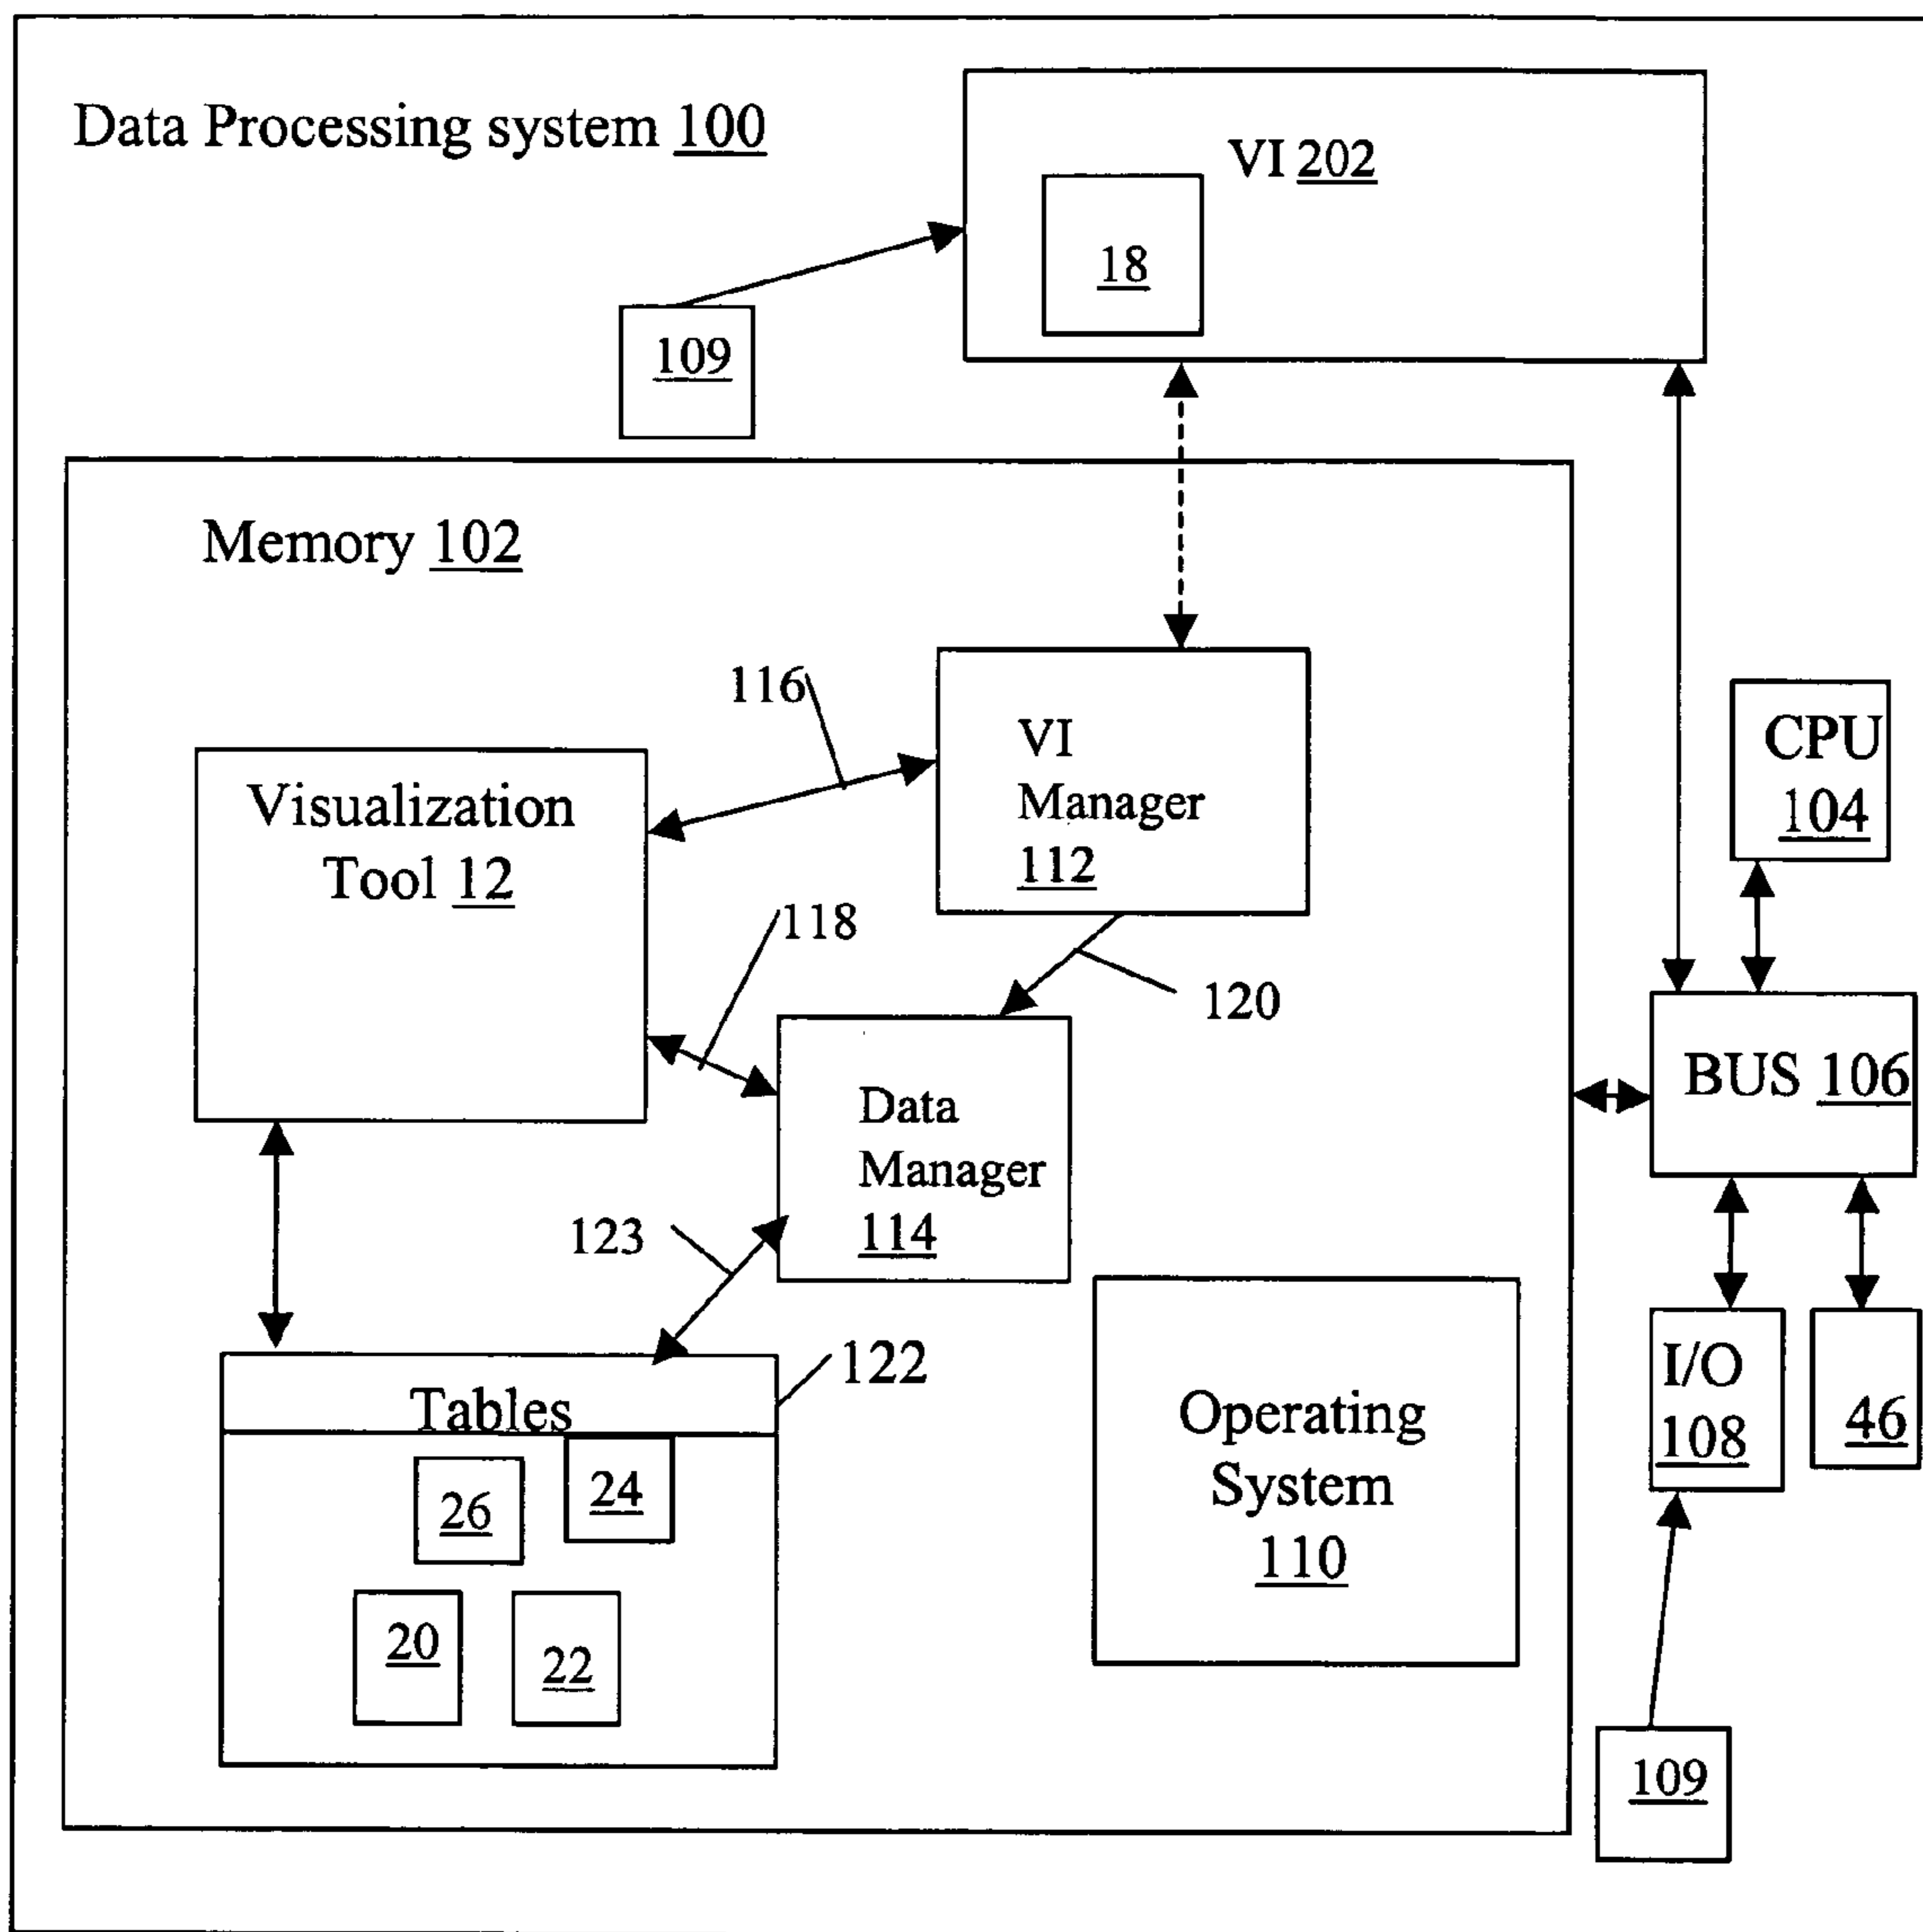 Data Processing system 100
VI 202
18
109
Memory 102
116
VI
Manager
112
CPU
104
Visualization
Tool 12
118
120
BUS 106
Data
Manager
114
123
122
Tables
26
24
20
22
Operating
System
110
I/O
108
46
109